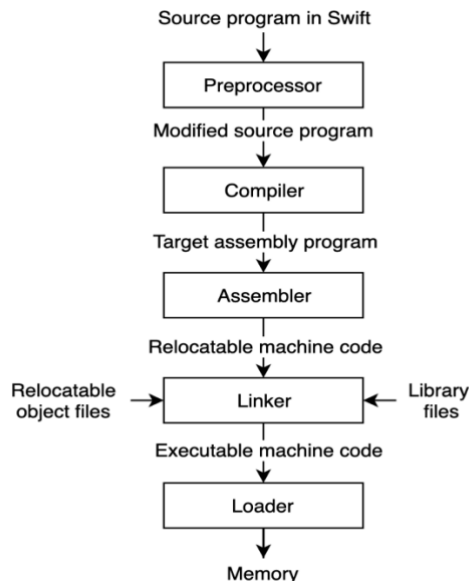 Source program in Swift
Preprocessor
Modified source program
Compiler
Target assembly program
Assembler
Relocatable machine code
Relocatable
object files
Linker
Library
files
Executable machine code
Loader
Memory